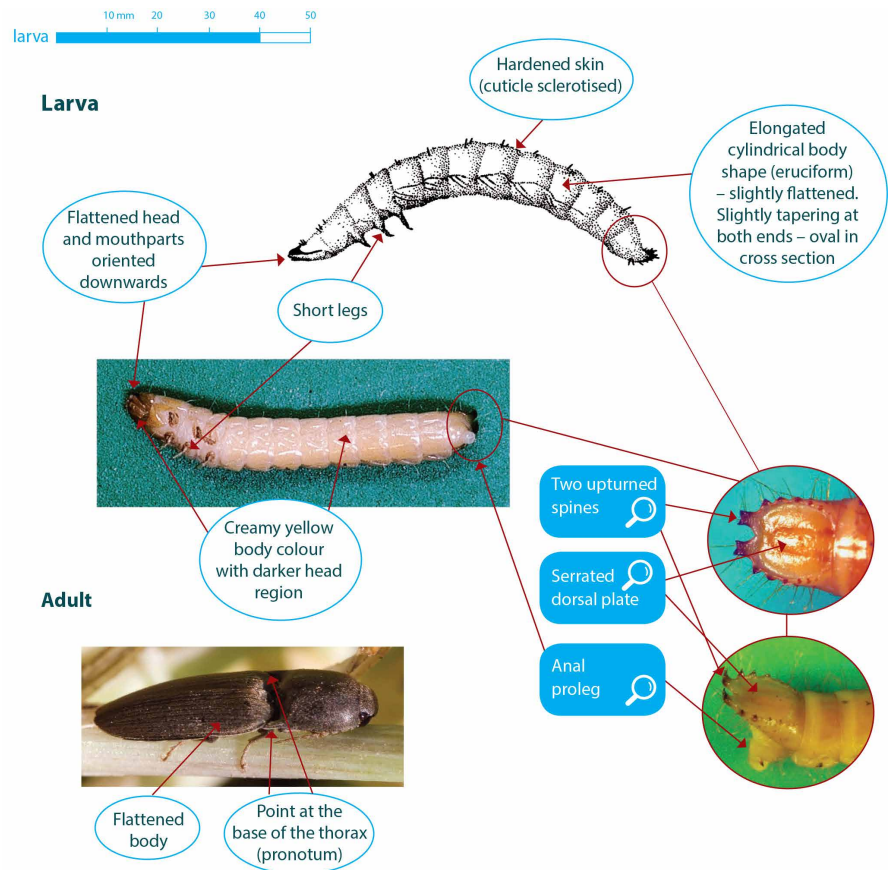 10 mm 20 30 40 50
larva
Larva
Hardened skin
(cuticle sclerotised)
Elongated
cylindrical body
shape (eruciform)
– slightly flattened.
Slightly tapering at
both ends – oval in
cross section
Flattened head
and mouthparts
oriented
downwards
Short legs
Two upturned
spines
Creamy yellow
body colour
with darker head
region
Serrated
dorsal plate
Anal
proleg
Adult
Flattened
body
Point at the
base of the thorax
(pronotum)